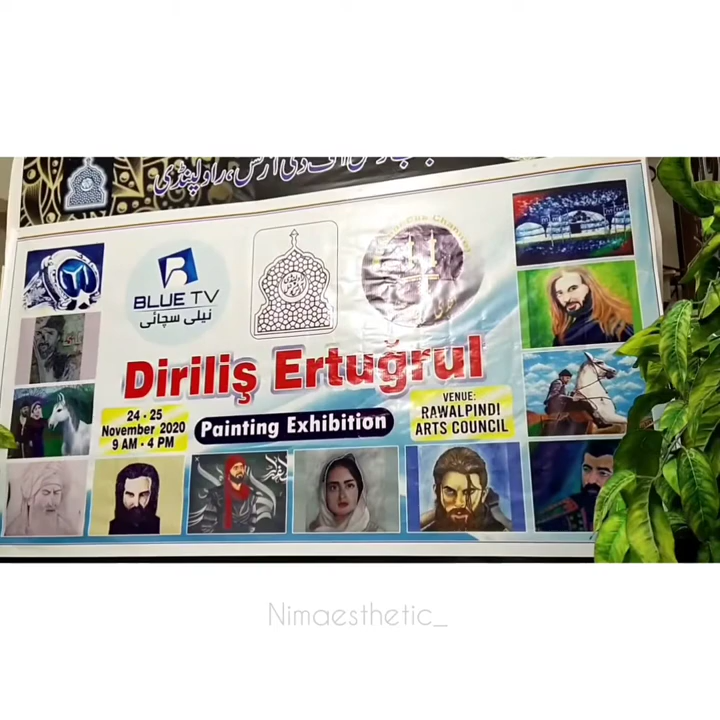 آرٹس، راولپنڈی
BLUE TV
نیلی سچائی
Diriliş Ertuğrul
24 - 25
November 2020
9 AM - 4 PM
Painting Exhibition
VENUE:
RAWALPINDI
ARTS COUNCIL
Nimaesthetic_